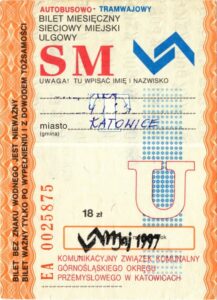 AUTOBUSOWO - TRAMWAJOWY
BILET MIESIĘCZNY
SIECIOWY MIEJSKI
ULGOWY
SM
UWAGA! TU WPISAĆ IMIĘ I NAZWISKO
miasto KATOWICE
(gmina)
U
18 zł
Maj 1997
KOMUNIKACYJNY ZWIĄZEK KOMUNALNY
GÓRNOŚLĄSKIEGO OKRĘGU
PRZEMYSŁOWEGO W KATOWICACH
EA 0025875
BILET BEZ ZNAKU WODNEGO JEST NIEWAŻNY
BILET WAŻNY TYLKO PO WYPEŁNIENIU I Z DOWODEM TOŻSAMOŚCI